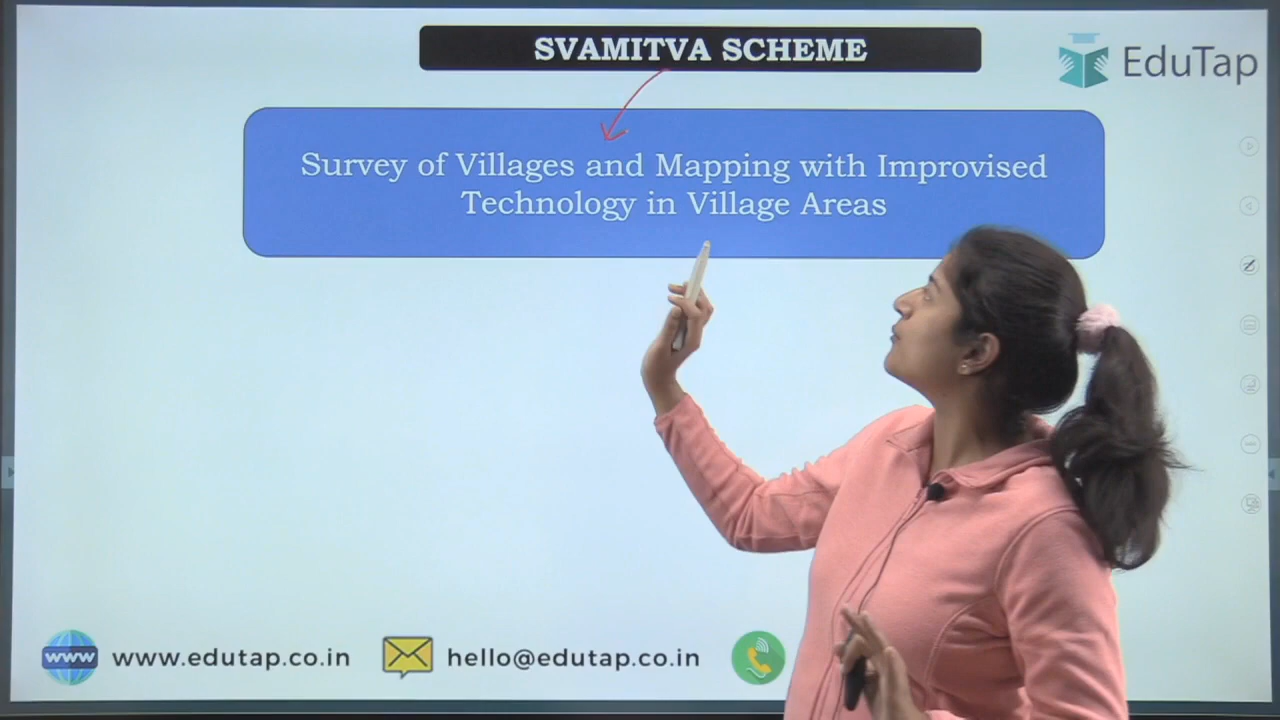 SVAMITVA SCHEME
EduTap
Survey of Villages and Mapping with Improvised
Technology in Village Areas
www
www.edutap.co.in
hello@edutap.co.in